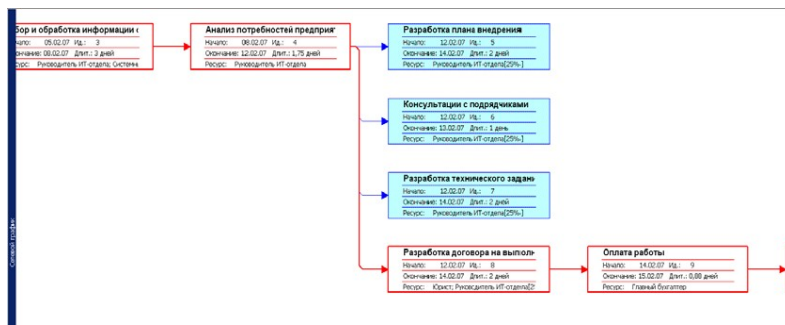 бор и обработка информации с
Начало: 05.02.07 Ид.: 3
Окончание: 08.02.07 Длит.: 3 дней
Ресурс: Руководитель ИТ-отдела; Системн
Анализ потребностей предприят
Начало: 08.02.07 Ид.: 4
Окончание: 12.02.07 Длит.: 1,75 дней
Ресурс: Руководитель ИТ-отдела
Разработка плана внедрения
Начало: 12.02.07 Ид.: 5
Окончание: 14.02.07 Длит.: 2 дней
Ресурс: Руководитель ИТ-отдела[25%]
Консультации с подрядчиками
Начало: 12.02.07 Ид.: 6
Окончание: 13.02.07 Длит.: 1 день
Ресурс: Руководитель ИТ-отдела[25%]
Разработка технического задани
Начало: 12.02.07 Ид.: 7
Окончание: 14.02.07 Длит.: 2 дней
Ресурс: Руководитель ИТ-отдела[25%]
Разработка договора на выполн
Начало: 12.02.07 Ид.: 8
Окончание: 14.02.07 Длит.: 2 дней
Ресурс: Юрист; Руководитель ИТ-отдела[2
Оплата работы
Начало: 14.02.07 Ид.: 9
Окончание: 15.02.07 Длит.: 0,88 дней
Ресурс: Главный бухгалтер
Сетевой график